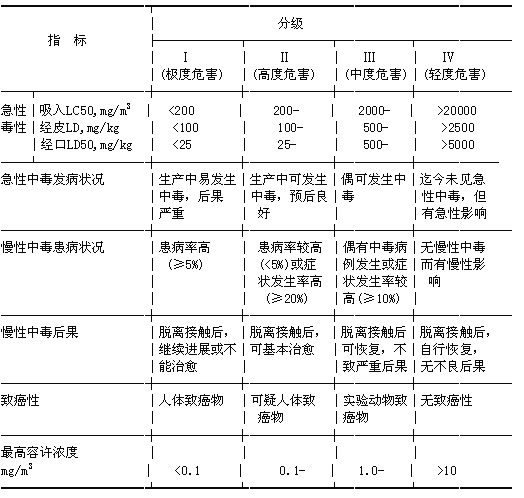 分级
指 标
I II III IV
(极度危害) (高度危害) (中度危害) (轻度危害)
急性 吸入LC50,mg/m³ <200 200- 2000- >20000
毒性 经皮LD,mg/kg <100 100- 500- >2500
经口LD50,mg/kg <25 25- 500- >5000
急性中毒发病状况 生产中易发生 生产中可发生 偶可发生中 迄今未见急
中毒,后果 中毒,预后良 毒 性中毒,但
严重 好 有急性影响
慢性中毒患病状况 患病率高 患病率较高 偶有中毒病 无慢性中毒
(≥5%) (<5%)或症 例发生或症 而有慢性影
状发生率高 状发生率较 响
(≥20%) 高(≥10%)
慢性中毒后果 脱离接触后, 脱离接触后, 脱离接触后 脱离接触后,
继续进展或不 可基本治愈 可恢复,不 自行恢复,
能治愈 致严重后果 无不良后果
致癌性 人体致癌物 可疑人体致 实验动物致 无致癌性
癌物 癌物
最高容许浓度
mg/m³ <0.1 0.1- 1.0- >10